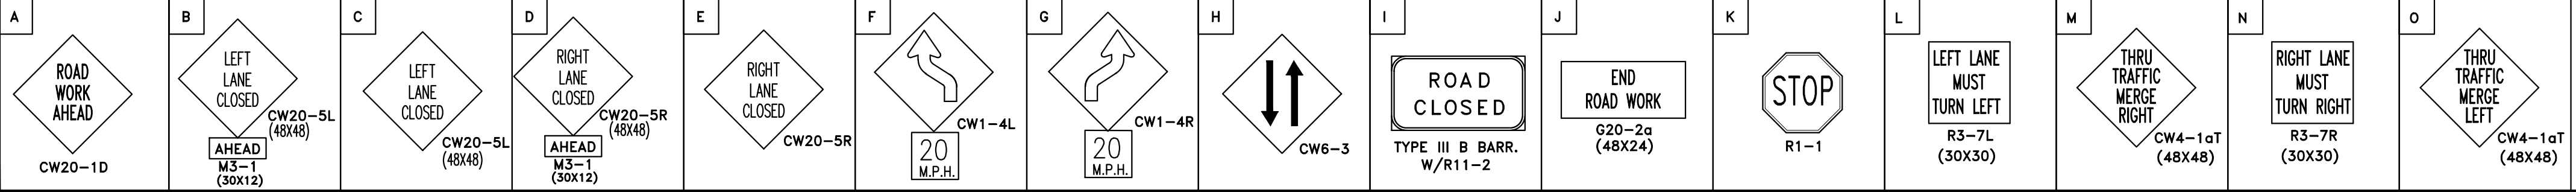 A
ROAD
WORK
AHEAD
CW20-1D
B
LEFT
LANE
CLOSED
CW20-5L
(48X48)
AHEAD
M3-1
(30X12)
C
LEFT
LANE
CLOSED
CW20-5L
(48X48)
D
RIGHT
LANE
CLOSED
CW20-5R
(48X48)
AHEAD
M3-1
(30X12)
E
RIGHT
LANE
CLOSED
CW20-5R
F
CW1-4L
20
M.P.H.
G
CW1-4R
20
M.P.H.
H
CW6-3
I
ROAD
CLOSED
TYPE III B BARR.
W/R11-2
J
END
ROAD WORK
G20-2a
(48X24)
K
STOP
R1-1
L
LEFT LANE
MUST
TURN LEFT
R3-7L
(30X30)
M
THRU
TRAFFIC
MERGE
RIGHT
CW4-1aT
(48X48)
N
RIGHT LANE
MUST
TURN RIGHT
R3-7R
(30X30)
O
THRU
TRAFFIC
MERGE
LEFT
CW4-1aT
(48X48)